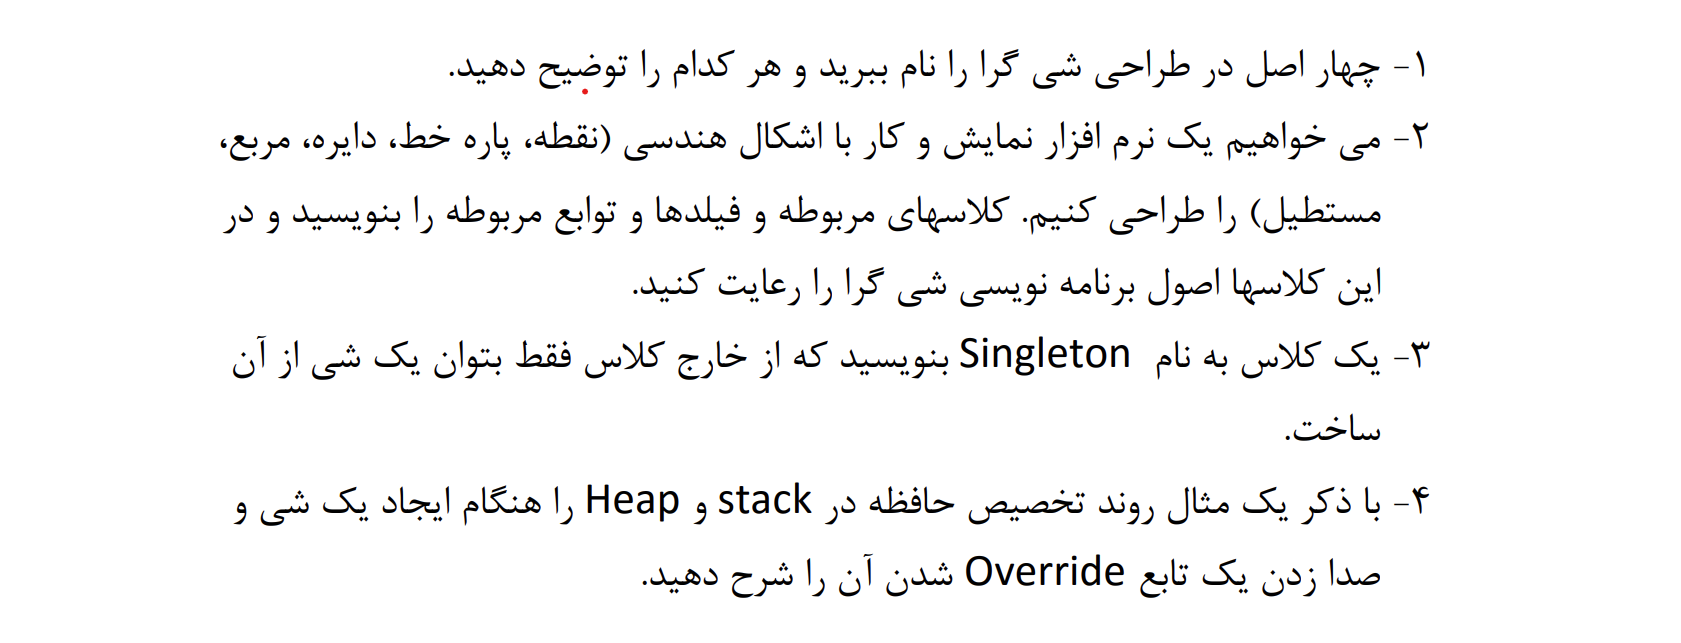 ۱- چهار اصل در طراحی شی گرا را نام ببرید و هر کدام را توضیح دهید.
۲- می خواهیم یک نرم افزار نمایش و کار با اشکال هندسی (نقطه، پاره خط، دایره، مربع،
مستطیل) را طراحی کنیم. کلاسهای مربوطه و فیلدها و توابع مربوطه را بنویسید و در
این کلاسها اصول برنامه نویسی شی گرا را رعایت کنید.
۳- یک کلاس به نام Singleton بنویسید که از خارج کلاس فقط بتوان یک شی از آن
ساخت.
۴- با ذکر یک مثال روند تخصیص حافظه در stack و Heap را هنگام ایجاد یک شی و
صدا زدن یک تابع Override شدن آن را شرح دهید.